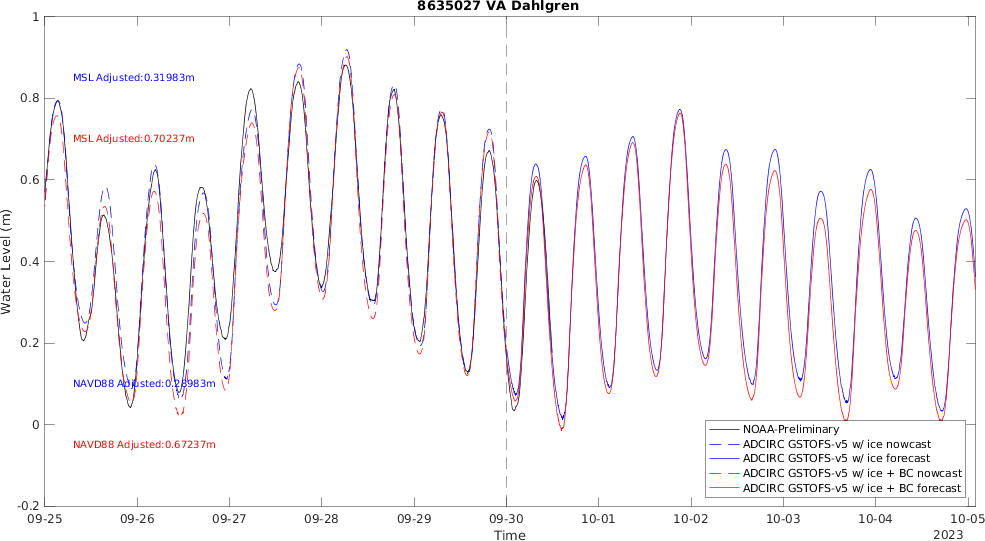 8635027 VA Dahlgren
1
0.8
0.6
0.4
0.2
0
-0.2
Water Level (m)
MSL Adjusted:0.31983m
MSL Adjusted:0.70237m
NAVD88 Adjusted:0.28983m
NAVD88 Adjusted:0.67237m
NOAA-Preliminary
ADCIRC GSTOFS-v5 w/ ice nowcast
ADCIRC GSTOFS-v5 w/ ice forecast
ADCIRC GSTOFS-v5 w/ ice + BC nowcast
ADCIRC GSTOFS-v5 w/ ice + BC forecast
09-25 09-26 09-27 09-28 09-29 09-30 10-01 10-02 10-03 10-04 10-05
Time
2023